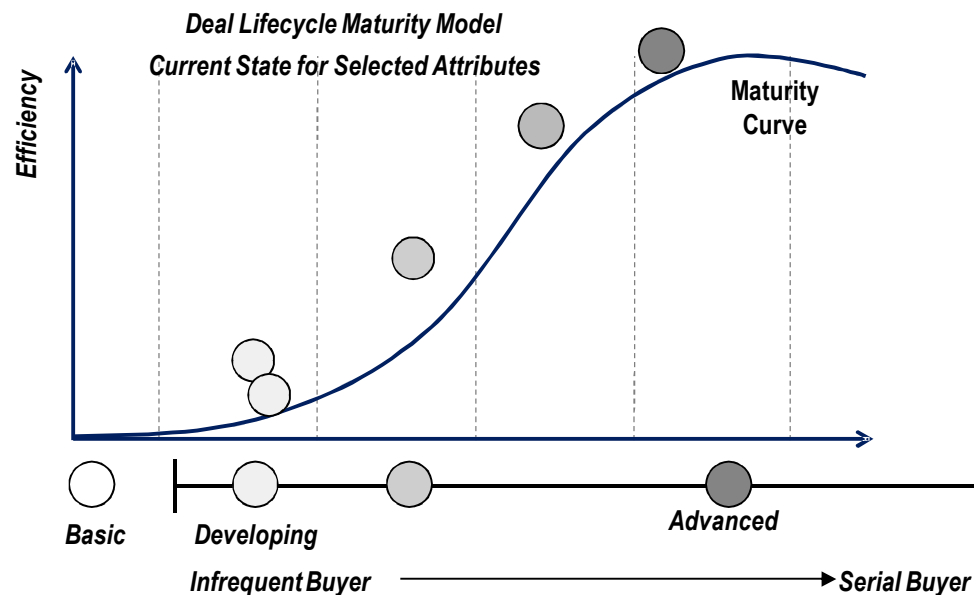 Deal Lifecycle Maturity Model
Current State for Selected Attributes
Efficiency
Maturity
Curve
Basic
Developing
Advanced
Infrequent Buyer
Serial Buyer